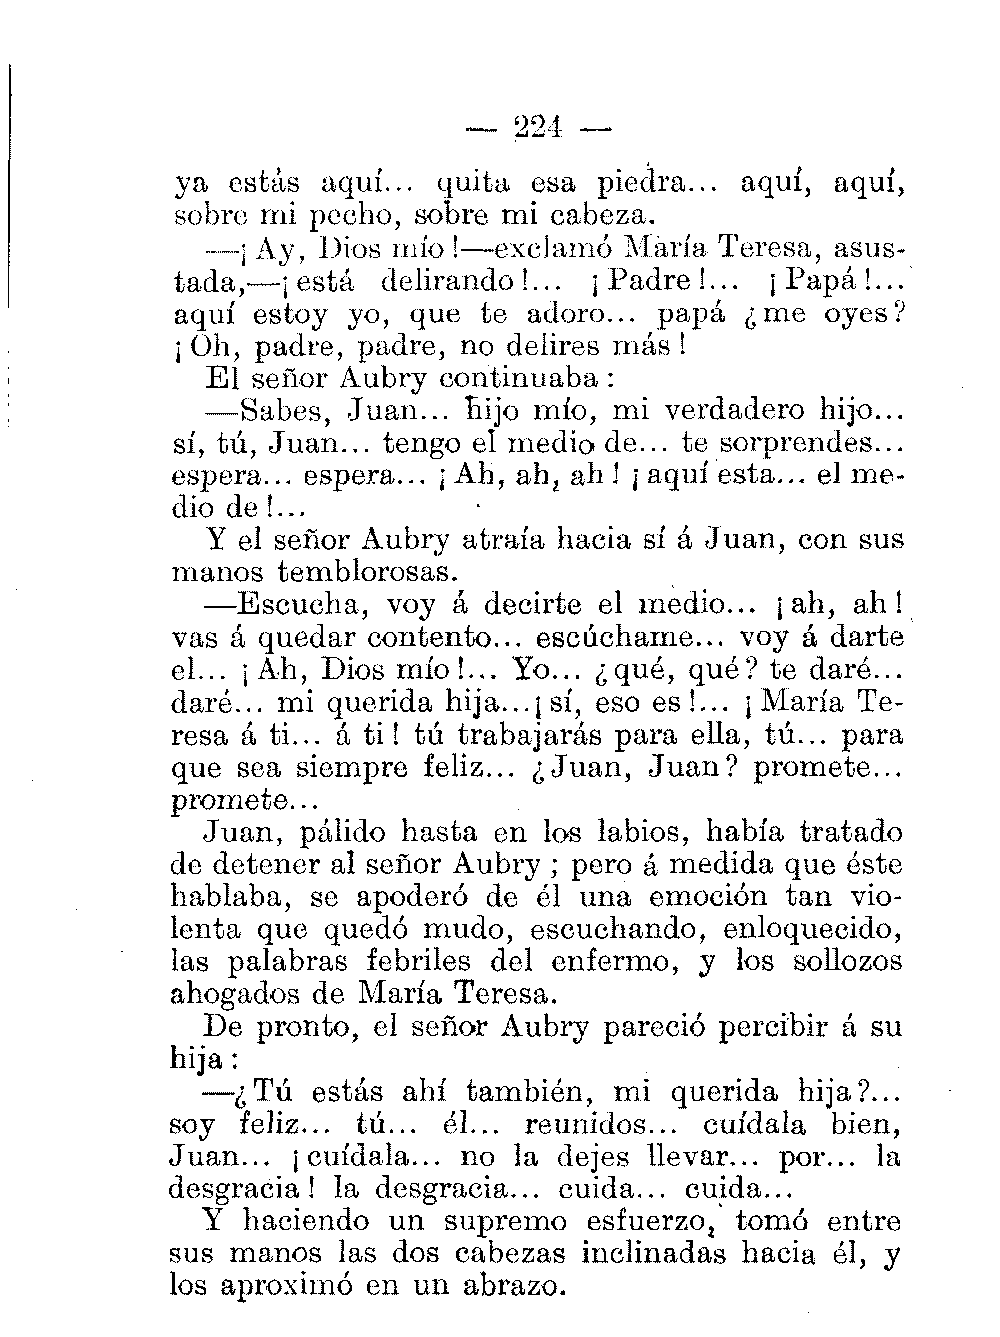 — 224 —
ya estás aquí... quita esa piedra... aquí, aquí,
sobre mi pecho, sobre mi cabeza.
—¡Ay, Dios mío!—exclamó María Teresa, asus-
tada,—¡está delirando!... ¡Padre!... ¡Papá!...
aquí estoy yo, que te adoro... papá ¿me oyes?
¡Oh, padre, padre, no delires más!
El señor Aubry continuaba:
—Sabes, Juan... hijo mío, mi verdadero hijo...
sí, tú, Juan... tengo el medio de... te sorprendes...
espera... espera... ¡Ah, ah, ah! ¡aquí esta... el me-
dio de!...
Y el señor Aubry atraía hacia sí á Juan, con sus
manos temblorosas.
—Escucha, voy á decirte el medio... ¡ah, ah!
vas á quedar contento... escúchame... voy á darte
el... ¡Ah, Dios mío!... Yo... ¿qué, qué? te daré...
daré... mi querida hija...¡sí, eso es!... ¡María Te-
resa á ti... á ti! tú trabajarás para ella, tú... para
que sea siempre feliz... ¿Juan, Juan? promete...
promete...
Juan, pálido hasta en los labios, había tratado
de detener al señor Aubry; pero á medida que éste
hablaba, se apoderó de él una emoción tan vio-
lenta que quedó mudo, escuchando, enloquecido,
las palabras febriles del enfermo, y los sollozos
ahogados de María Teresa.
De pronto, el señor Aubry pareció percibir á su
hija:
—¿Tú estás ahí también, mi querida hija?...
soy feliz... tú... él... reunidos... cuídala bien,
Juan... ¡cuídala... no la dejes llevar... por... la
desgracia! la desgracia... cuida... cuida...
Y haciendo un supremo esfuerzo, tomó entre
sus manos las dos cabezas inclinadas hacia él, y
los aproximó en un abrazo.